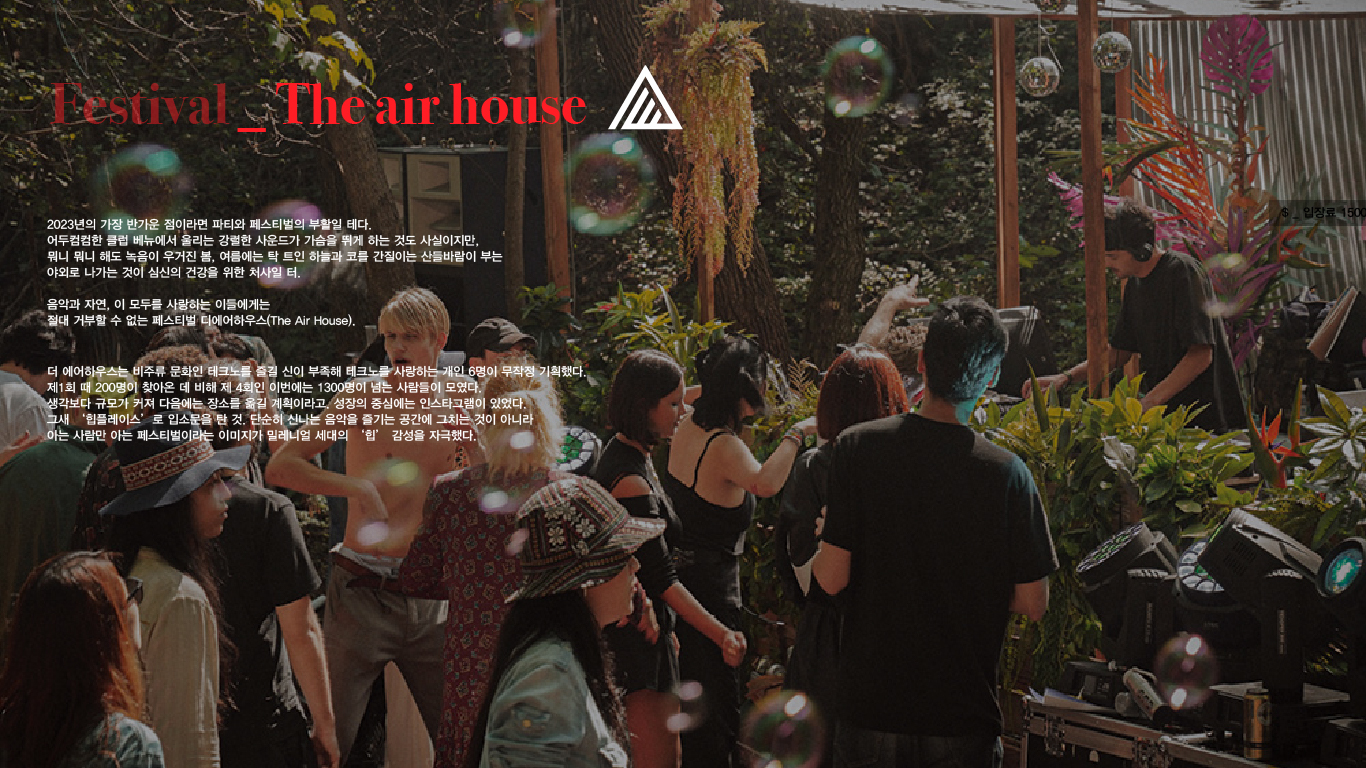 Festival _ The air house
2023년의 가장 반가운 점이라면 파티와 페스티벌의 부활일 테다.
어두컴컴한 클럽 베뉴에서 울리는 강렬한 사운드가 가슴을 뛰게 하는 것도 사실이지만,
뭐니 뭐니 해도 녹음이 우거진 봄, 여름에는 탁 트인 하늘과 코를 간질이는 산들바람이 부는
야외로 나가는 것이 심신의 건강을 위한 처사일 터.
음악과 자연, 이 모두를 사랑하는 이들에게는
절대 거부할 수 없는 페스티벌 디에어하우스(The Air House).
더 에어하우스는 비주류 문화인 테크노를 즐길 신이 부족해 테크노를 사랑하는 개인 6명이 무작정 기획했다.
제1회 때 200명이 찾아온 데 비해 제 4회인 이번에는 1300명이 넘는 사람들이 모였다.
생각보다 규모가 커져 다음에는 장소를 옮길 계획이라고. 성장의 중심에는 인스타그램이 있었다.
그새 ‘힙플레이스’로 입소문을 탄 것. 단순히 신나는 음악을 즐기는 공간에 그치는 것이 아니라
아는 사람만 아는 페스티벌이라는 이미지가 밀레니얼 세대의 ‘힙’ 감성을 자극했다.
$ _ 입장료 1500